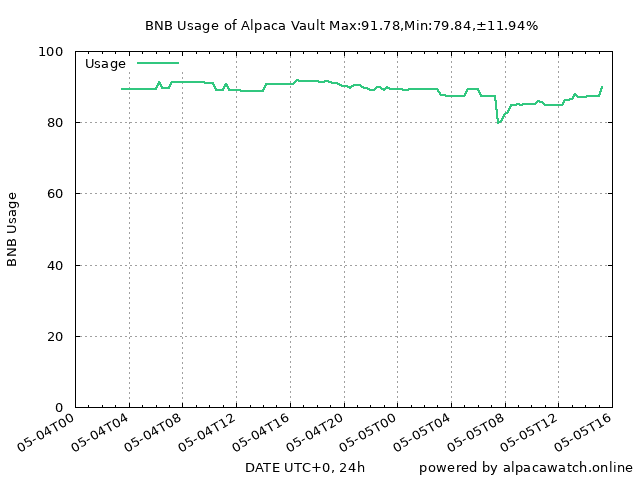 BNB Usage of Alpaca Vault Max:91.78,Min:79.84,±11.94%
Usage
BNB Usage
100
80
60
40
20
0
05-04T00 05-04T04 05-04T08 05-04T12 05-04T16 05-04T20 05-05T00 05-05T04 05-05T08 05-05T12 05-05T16
DATE UTC+0, 24h
powered by alpacawatch.online